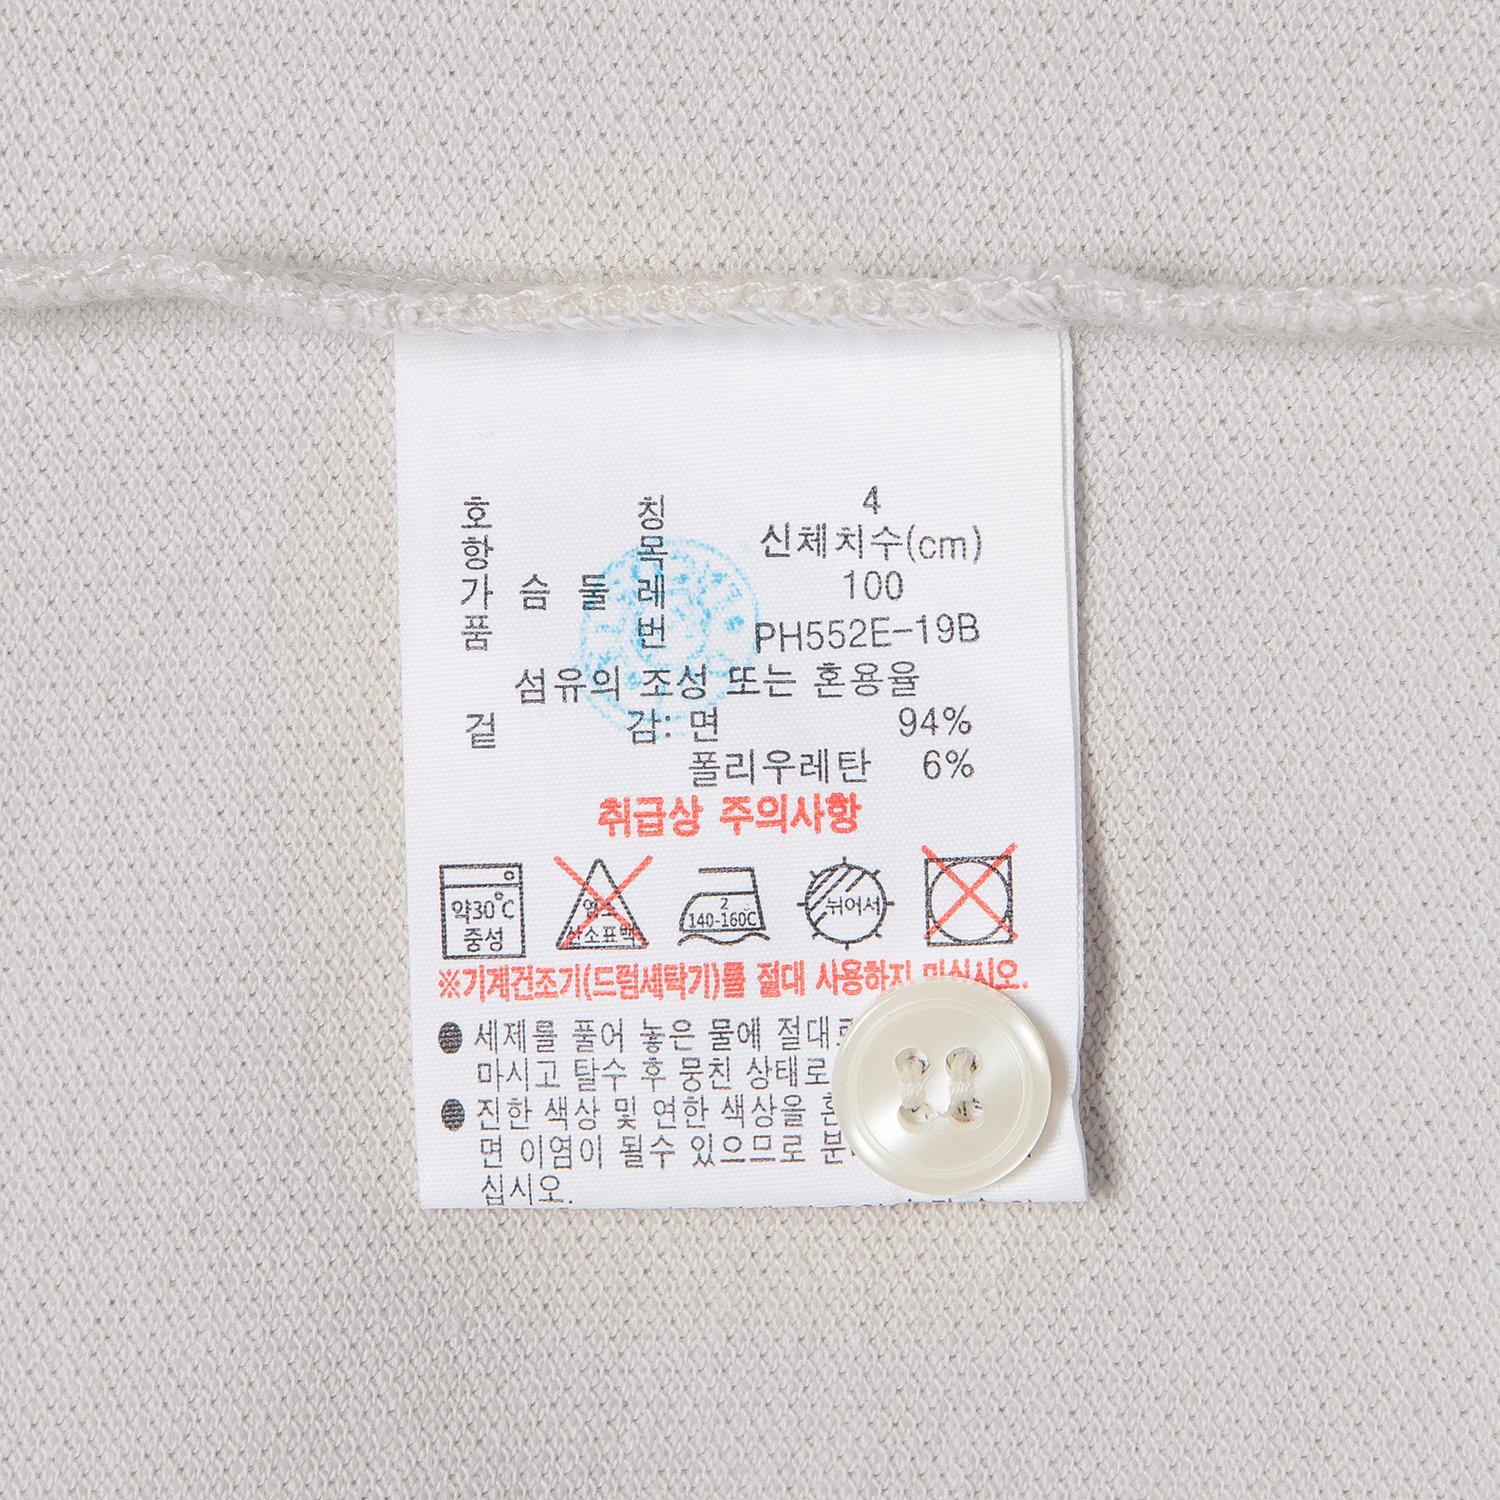 호 칭 4
항 목 신체치수(cm)
가 슴 둘 레 100
품 번 PH552E-19B
섬유의 조성 또는 혼용율
겉 감: 면 94%
폴리우레탄 6%
취급상 주의사항
약30°C
중성
염소
산소표백
2
140-160C
뉘어서
※기계건조기(드럼세탁기)를 절대 사용하지 마십시오.
세제를 풀어 놓은 물에 절대로
마시고 탈수 후 뭉친 상태로
진한 색상 및 연한 색상을
면 이염이 될수 있으므로
십시오.